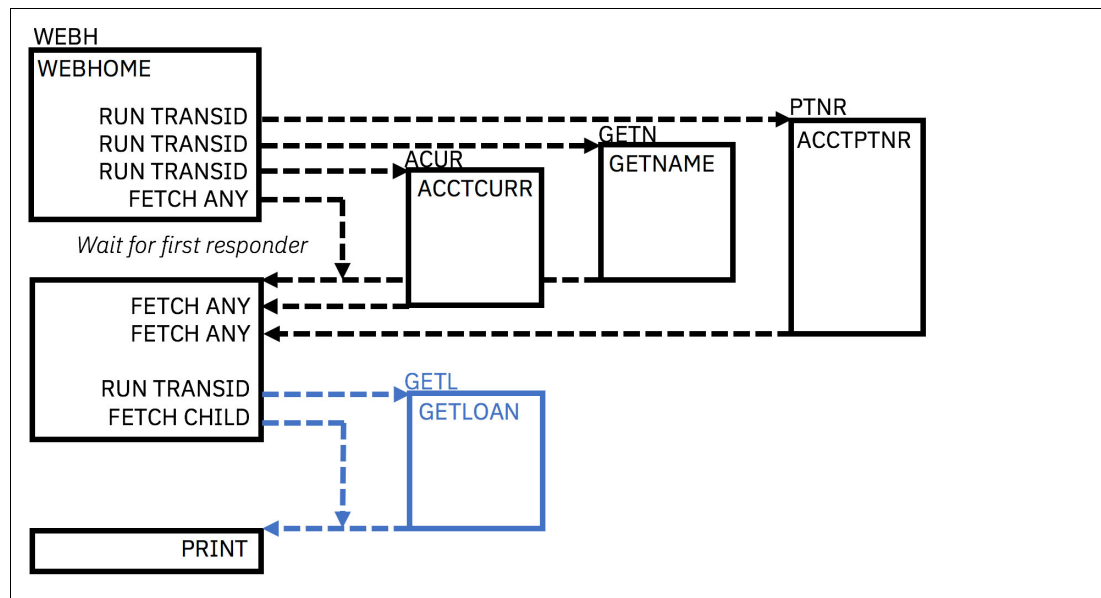 WEBH
WEBHOME
RUN TRANSID
RUN TRANSID
RUN TRANSID
FETCH ANY
PTNR
ACCTPTNR
GETN
GETNAME
ACUR
ACCTCURR
Wait for first responder
FETCH ANY
FETCH ANY
RUN TRANSID
FETCH CHILD
GETL
GETLOAN
PRINT